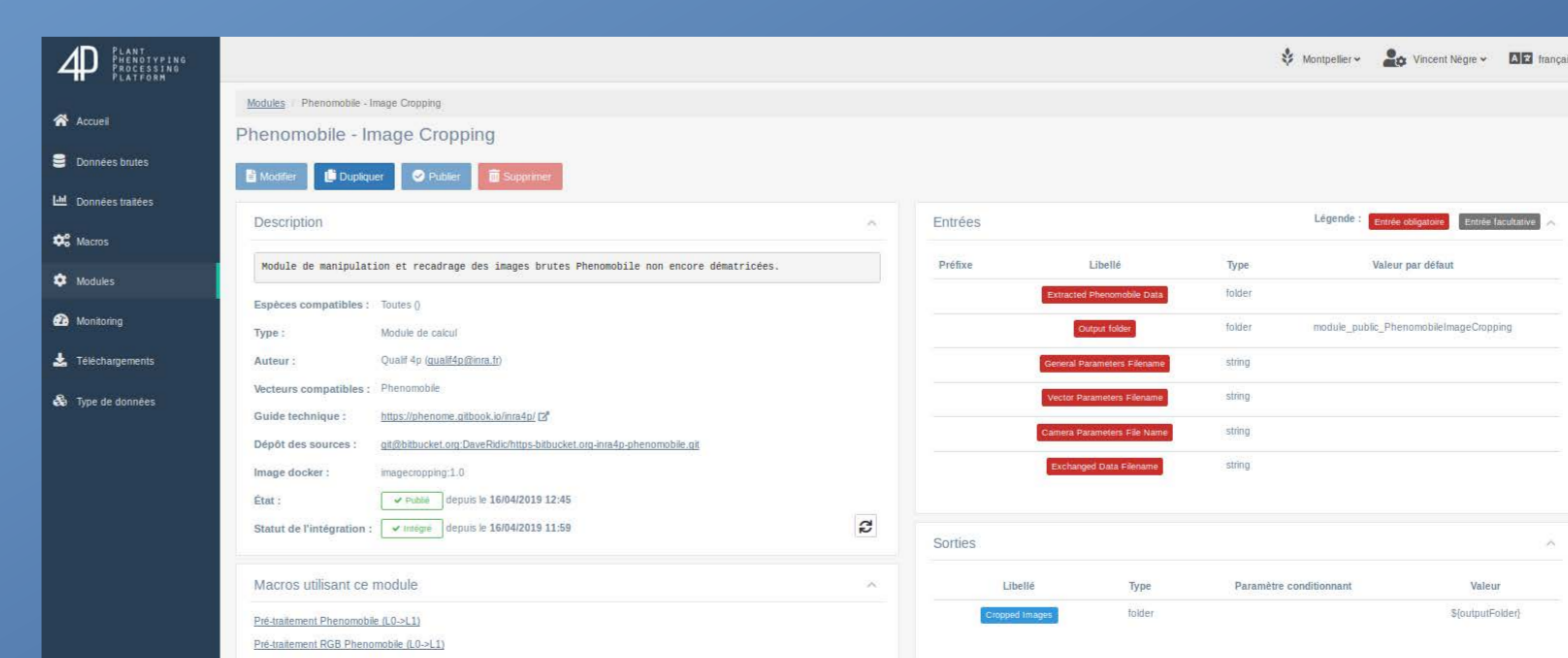 4P PLANT
PHENOTYPING
PROCESSING
PLATFORM
Montpellier
Vincent Nègre
françai
Accueil
Données brutes
Données traitées
Macros
Modules
Monitoring
Téléchargements
Type de données
Modules / Phenomobile - Image Cropping
Phenomobile - Image Cropping
Modifier Dupliquer Publier Supprimer
Description
Module de manipulation et recadrage des images brutes Phenomobile non encore dématricées.
Espèces compatibles : Toutes ()
Type : Module de calcul
Auteur : Qualif 4p (qualif4p@inra.fr)
Vecteurs compatibles : Phenomobile
Guide technique : https://phenome.gitbook.io/inra4p/
Dépôt des sources : git@bitbucket.org:DaveRidic/https-bitbucket.org-inra4p-phenomobile.git
Image docker : imagecropping:1.0
État : Publié depuis le 16/04/2019 12:45
Statut de l'intégration : Intégré depuis le 16/04/2019 11:59
Macros utilisant ce module
Pré-traitement Phenomobile (L0->L1)
Pré-traitement RGB Phenomobile (L0->L1)
Entrées Légende : Entrée obligatoire Entrée facultative
Préfixe Libellé Type Valeur par défaut
Extracted Phenomobile Data folder
Output folder folder module_public_PhenomobileImageCropping
General Parameters Filename string
Vector Parameters Filename string
Camera Parameters File Name string
Exchanged Data Filename string
Sorties
Libellé Type Paramètre conditionnant Valeur
Cropped Images folder ${outputFolder}